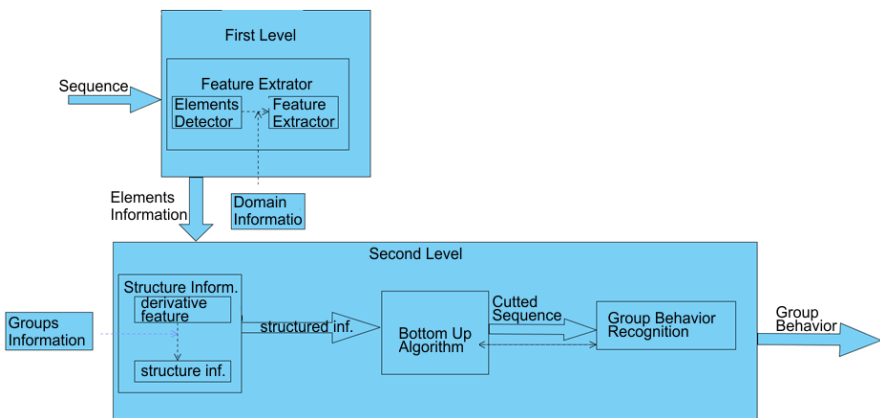 First Level
Sequence
Feature Extrator
Elements
Detector
Feature
Extractor
Elements
Information
Domain
Informatio
Second Level
Structure Inform.
derivative
feature
Groups
Information
structure inf.
structured inf.
Bottom Up
Algorithm
Cutted
Sequence
Group Behavior
Recognition
Group
Behavior